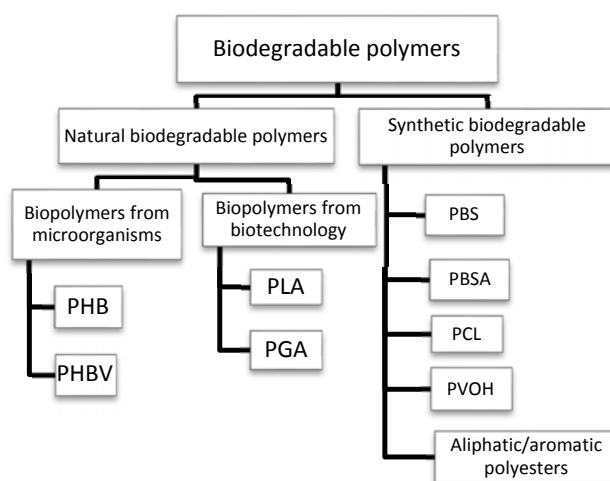 Biodegradable polymers
Natural biodegradable polymers
Synthetic biodegradable
polymers
Biopolymers from
microorganisms
Biopolymers from
biotechnology
PHB
PHBV
PLA
PGA
PBS
PBSA
PCL
PVOH
Aliphatic/aromatic
polyesters